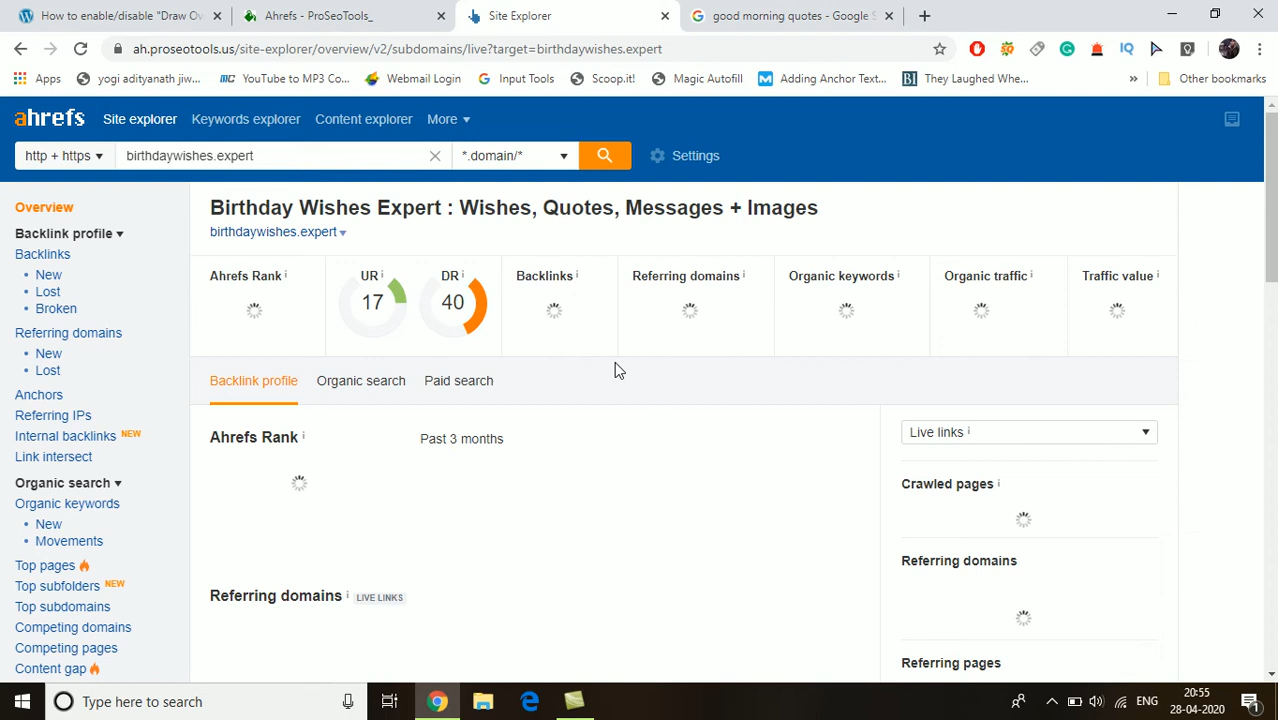 How to enable/disable "Draw Ov
Ahrefs - ProSeoTools_
Site Explorer
good morning quotes - Google S
ah.proseotools.us/site-explorer/overview/v2/subdomains/live?target=birthdaywishes.expert
Apps
yogi adityanath jiw...
YouTube to MP3 Co...
Webmail Login
Input Tools
Scoop.it!
Magic Autofill
Adding Anchor Text...
They Laughed Whe...
»
Other bookmarks
ahrefs
Site explorer
Keywords explorer
Content explorer
More
http + https
birthdaywishes.expert
*.domain/*
Settings
Overview
Backlink profile
Backlinks
• New
• Lost
• Broken
Referring domains
• New
• Lost
Anchors
Referring IPs
Internal backlinks NEW
Link intersect
Organic search
Organic keywords
• New
• Movements
Top pages
Top subfolders NEW
Top subdomains
Competing domains
Competing pages
Content gap
Birthday Wishes Expert : Wishes, Quotes, Messages + Images
birthdaywishes.expert
Ahrefs Rank i
UR i
17
DR i
40
Backlinks i
Referring domains i
Organic keywords i
Organic traffic i
Traffic value i
Backlink profile
Organic search
Paid search
Ahrefs Rank i
Past 3 months
Referring domains i LIVE LINKS
Live links i
Crawled pages i
Referring domains
Referring pages
Type here to search
ENG
20:55
28-04-2020
1